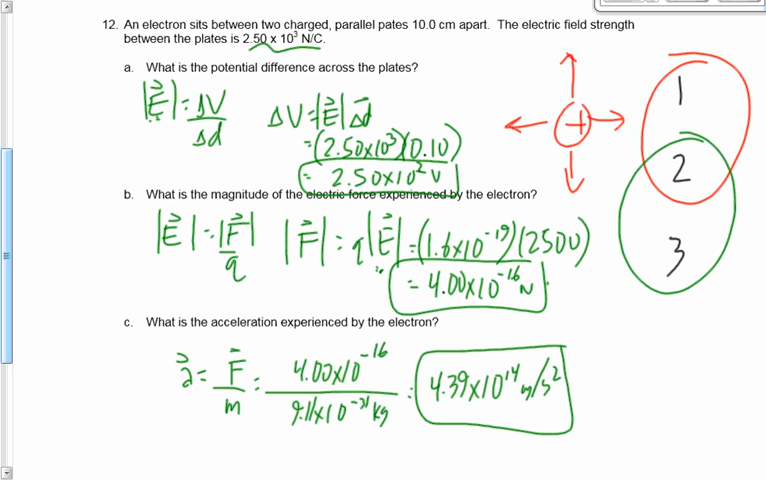 12. An electron sits between two charged, parallel pates 10.0 cm apart. The electric field strength
between the plates is 2.50 x 10³ N/C.
a. What is the potential difference across the plates?
|E⃗| = ΔV/Δd ΔV = |E⃗|Δd⃗
= (2.50x10³)(0.10)
= 2.50x10² V
b. What is the magnitude of the electric force experienced by the electron?
|E⃗| = |F⃗|/q |F⃗| = q|E⃗| = (1.6x10⁻¹⁹)(2500)
= 4.00x10⁻¹⁶ N
c. What is the acceleration experienced by the electron?
a⃗ = F⃗/m = 4.00x10⁻¹⁶/9.11x10⁻³¹ kg = 4.39x10¹⁴ m/s²
+
1
2
3